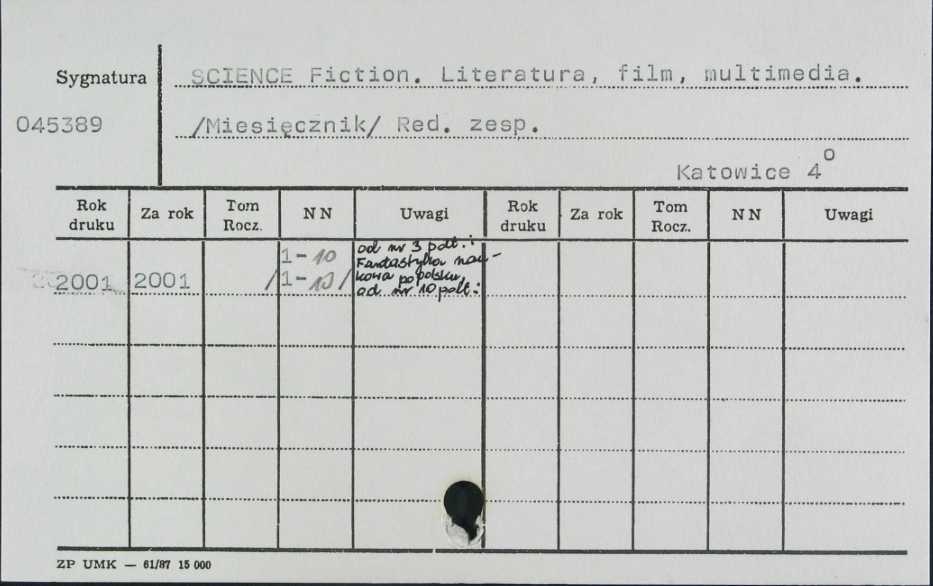 Sygnatura
SCIENCE Fiction. Literatura, film, multimedia.
045389
/Miesięcznik/ Red. zesp.
Katowice 4°
Rok druku Za rok Tom Rocz. NN Uwagi Rok druku Za rok Tom Rocz. NN Uwagi
2001 2001 1-10
/1-10/
od nr 3 podt.:
Fantastyka nau-
kowa po polsku,
od nr 10 podt:
ZP UMK — 61/87 15 000